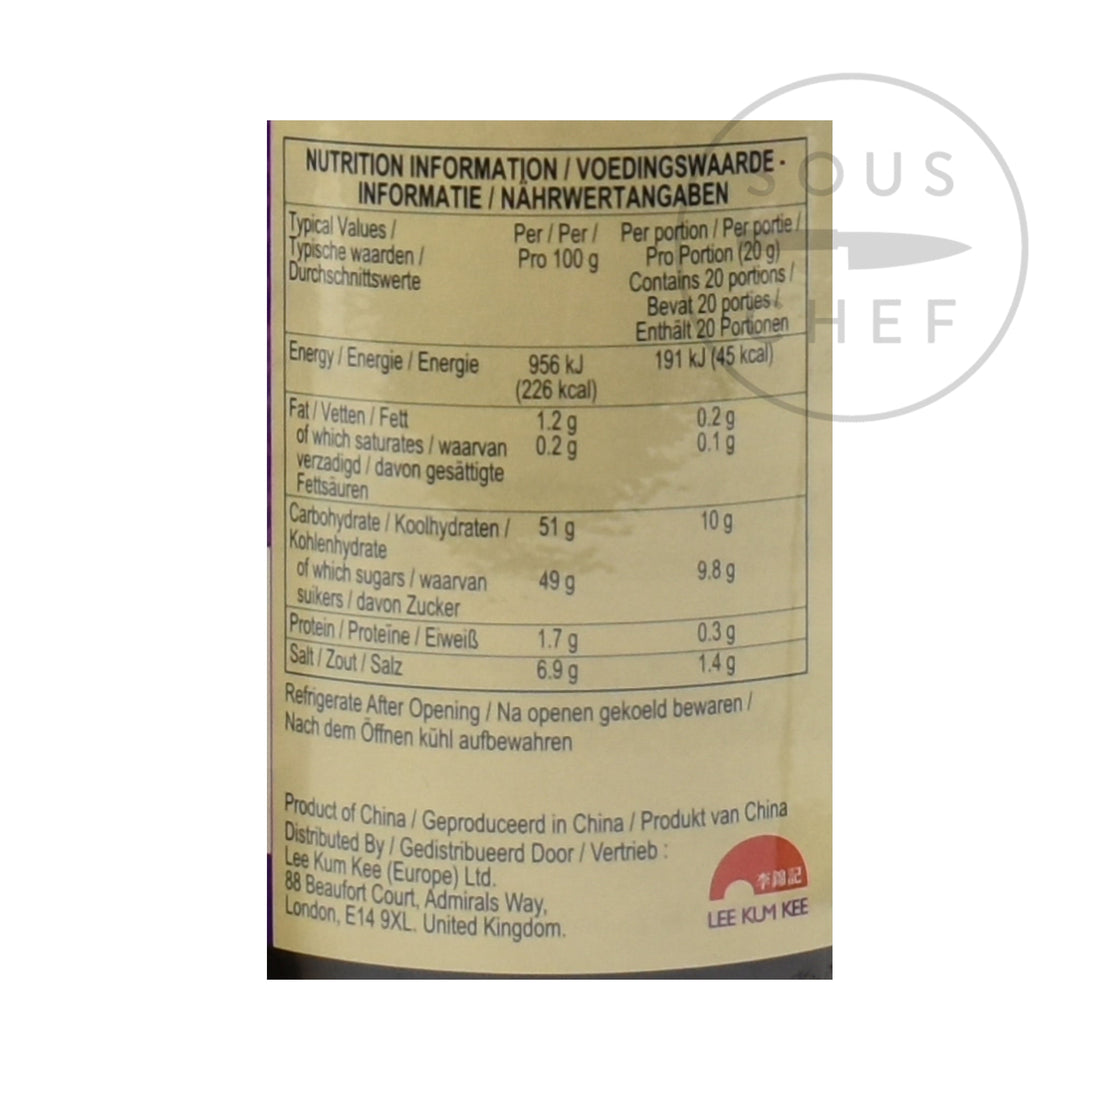 SOUS
CHEF
NUTRITION INFORMATION / VOEDINGSWAARDE -
INFORMATIE / NÄHRWERTANGABEN
Typical Values / Per / Per / Per portion / Per portie /
Typische waarden / Pro 100 g Pro Portion (20 g)
Durchschnittswerte Contains 20 portions /
Bevat 20 porties /
Enthält 20 Portionen
Energy / Energie / Energie 956 kJ 191 kJ (45 kcal)
(226 kcal)
Fat / Vetten / Fett 1.2 g 0.2 g
of which saturates / waarvan 0.2 g 0.1 g
verzadigd / davon gesättigte
Fettsäuren
Carbohydrate / Koolhydraten / 51 g 10 g
Kohlenhydrate
of which sugars / waarvan 49 g 9.8 g
suikers / davon Zucker
Protein / Proteïne / Eiweiß 1.7 g 0.3 g
Salt / Zout / Salz 6.9 g 1.4 g
Refrigerate After Opening / Na openen gekoeld bewaren /
Nach dem Öffnen kühl aufbewahren
Product of China / Geproduceerd in China / Produkt van China
Distributed By / Gedistribueerd Door / Vertrieb :
Lee Kum Kee (Europe) Ltd.
88 Beaufort Court, Admirals Way,
London, E14 9XL. United Kingdom.
李錦記
LEE KUM KEE